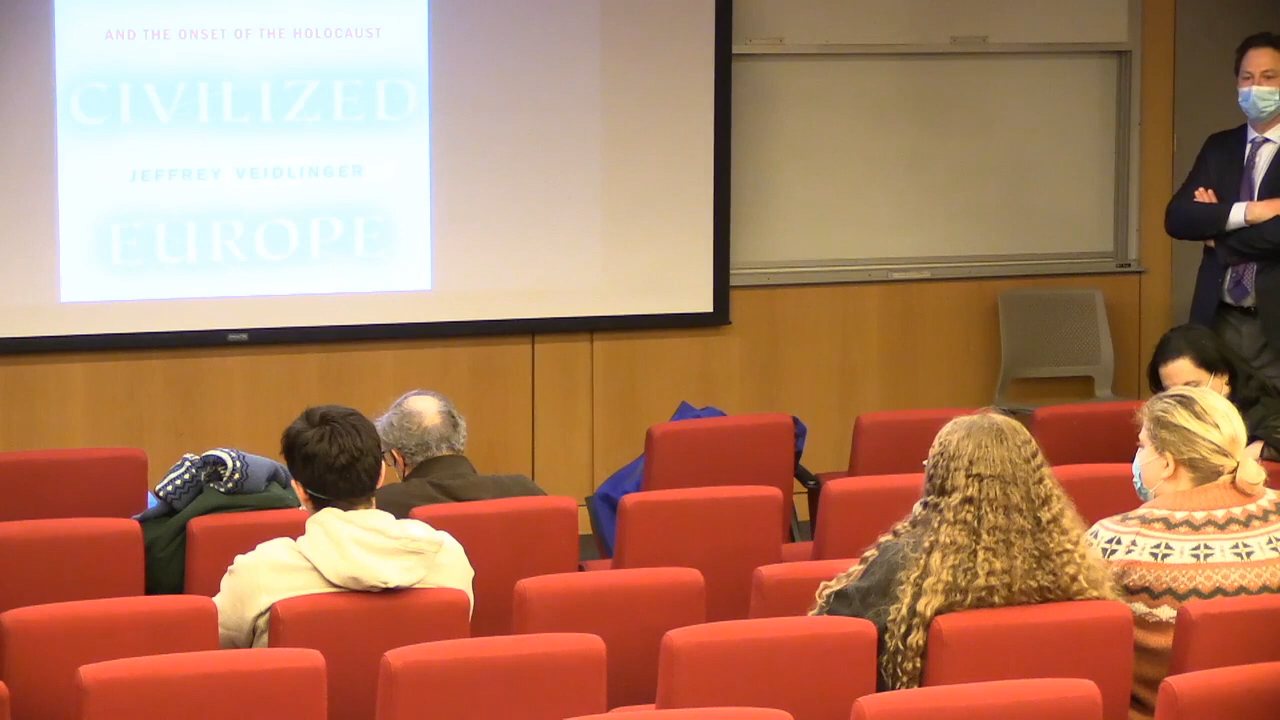 AND THE ONSET OF THE HOLOCAUST
CIVILIZED
JEFFREY VEIDLINGER
EUROPE